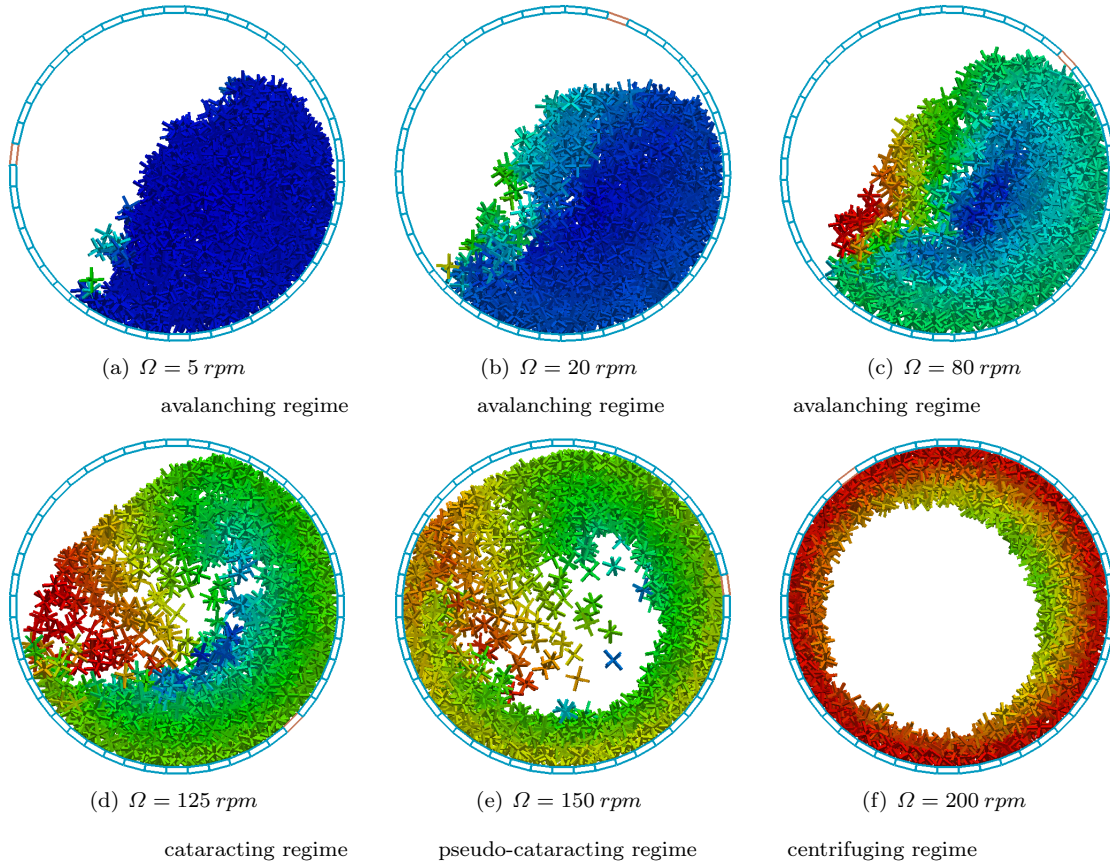 (a) Ω = 5 rpm
(b) Ω = 20 rpm
(c) Ω = 80 rpm
avalanching regime
avalanching regime
avalanching regime
(d) Ω = 125 rpm
(e) Ω = 150 rpm
(f) Ω = 200 rpm
cataracting regime
pseudo-cataracting regime
centrifuging regime